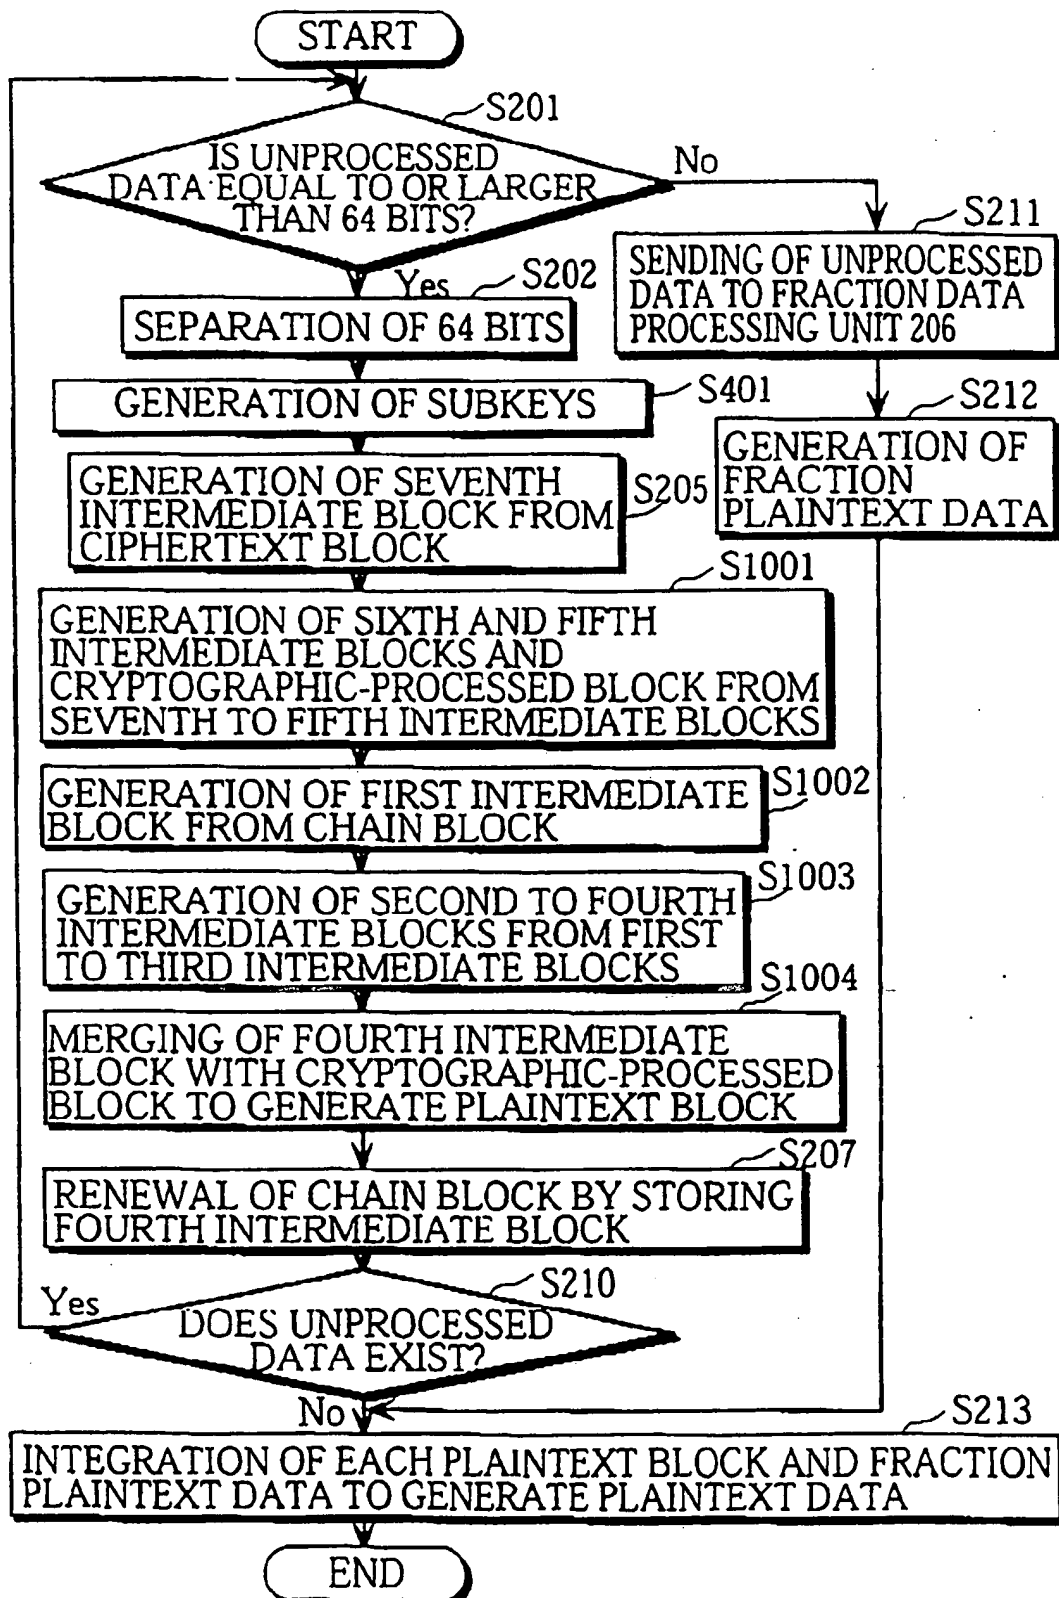 START
S201
IS UNPROCESSED
DATA EQUAL TO OR LARGER
THAN 64 BITS?
No
Yes
S211
SENDING OF UNPROCESSED
DATA TO FRACTION DATA
PROCESSING UNIT 206
S202
SEPARATION OF 64 BITS
S401
GENERATION OF SUBKEYS
S212
GENERATION OF
FRACTION
PLAINTEXT DATA
S205
GENERATION OF SEVENTH
INTERMEDIATE BLOCK FROM
CIPHERTEXT BLOCK
S1001
GENERATION OF SIXTH AND FIFTH
INTERMEDIATE BLOCKS AND
CRYPTOGRAPHIC-PROCESSED BLOCK FROM
SEVENTH TO FIFTH INTERMEDIATE BLOCKS
S1002
GENERATION OF FIRST INTERMEDIATE
BLOCK FROM CHAIN BLOCK
S1003
GENERATION OF SECOND TO FOURTH
INTERMEDIATE BLOCKS FROM FIRST
TO THIRD INTERMEDIATE BLOCKS
S1004
MERGING OF FOURTH INTERMEDIATE
BLOCK WITH CRYPTOGRAPHIC-PROCESSED
BLOCK TO GENERATE PLAINTEXT BLOCK
S207
RENEWAL OF CHAIN BLOCK BY STORING
FOURTH INTERMEDIATE BLOCK
S210
Yes
DOES UNPROCESSED
DATA EXIST?
No
S213
INTEGRATION OF EACH PLAINTEXT BLOCK AND FRACTION
PLAINTEXT DATA TO GENERATE PLAINTEXT DATA
END